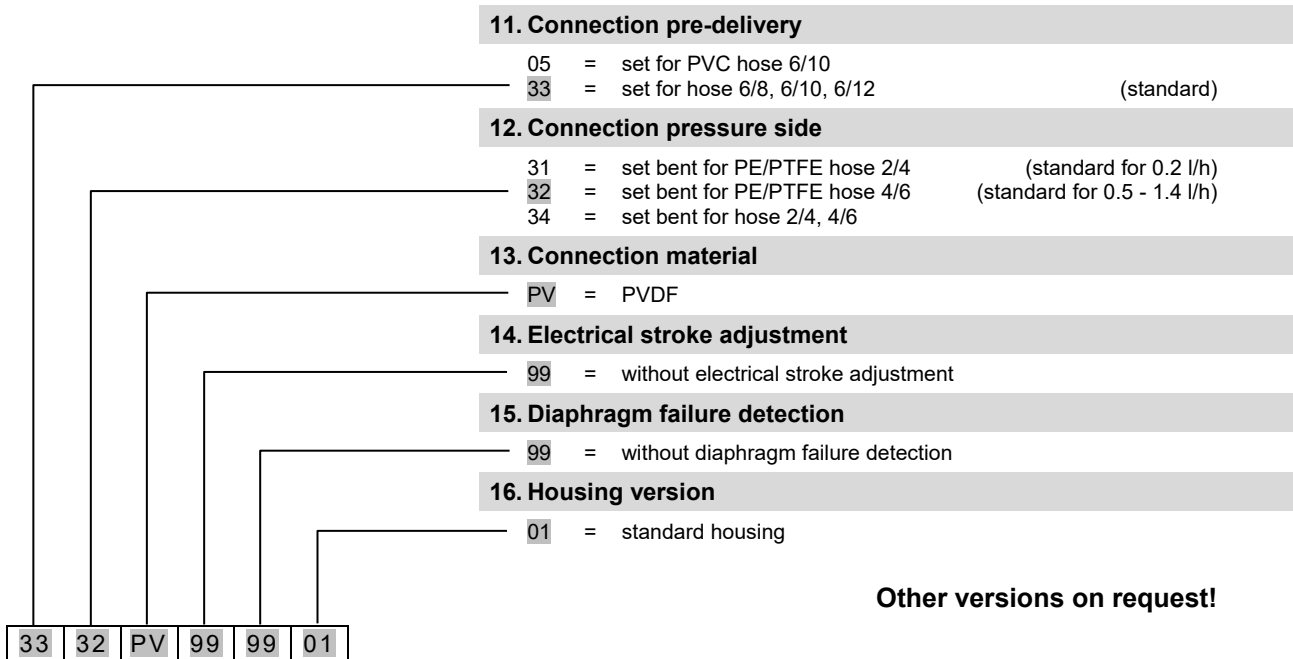 11. Connection pre-delivery
05 = set for PVC hose 6/10
33 = set for hose 6/8, 6/10, 6/12 (standard)
12. Connection pressure side
31 = set bent for PE/PTFE hose 2/4 (standard for 0.2 l/h)
32 = set bent for PE/PTFE hose 4/6 (standard for 0.5 - 1.4 l/h)
34 = set bent for hose 2/4, 4/6
13. Connection material
PV = PVDF
14. Electrical stroke adjustment
99 = without electrical stroke adjustment
15. Diaphragm failure detection
99 = without diaphragm failure detection
16. Housing version
01 = standard housing
Other versions on request!
33 32 PV 99 99 01